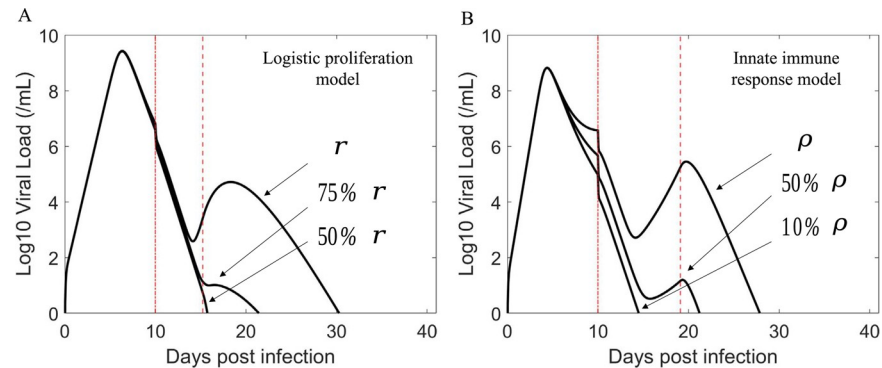 A
Log10 Viral Load (/mL)
10
8
6
4
2
0
Logistic proliferation
model
r
75% r
50% r
0 10 20 30 40
Days post infection
B
Log10 Viral Load (/mL)
10
8
6
4
2
0
Innate immune
response model
ρ
50% ρ
10% ρ
0 10 20 30 40
Days post infection